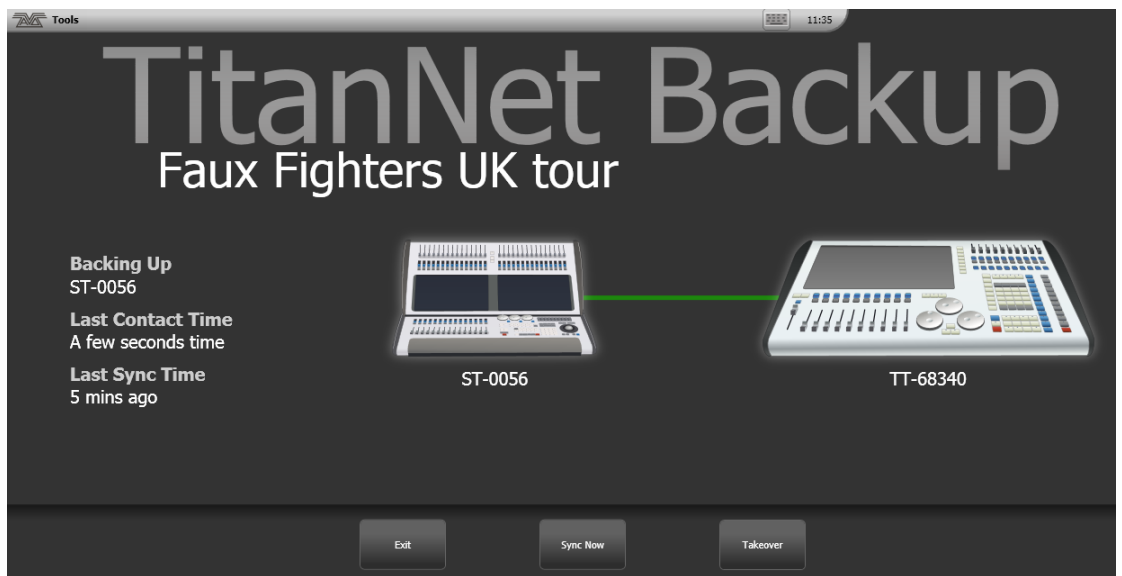 Tools
11:35
TitanNet Backup
Faux Fighters UK tour
Backing Up
ST-0056
Last Contact Time
A few seconds time
Last Sync Time
5 mins ago
ST-0056
TT-68340
Exit
Sync Now
Takeover